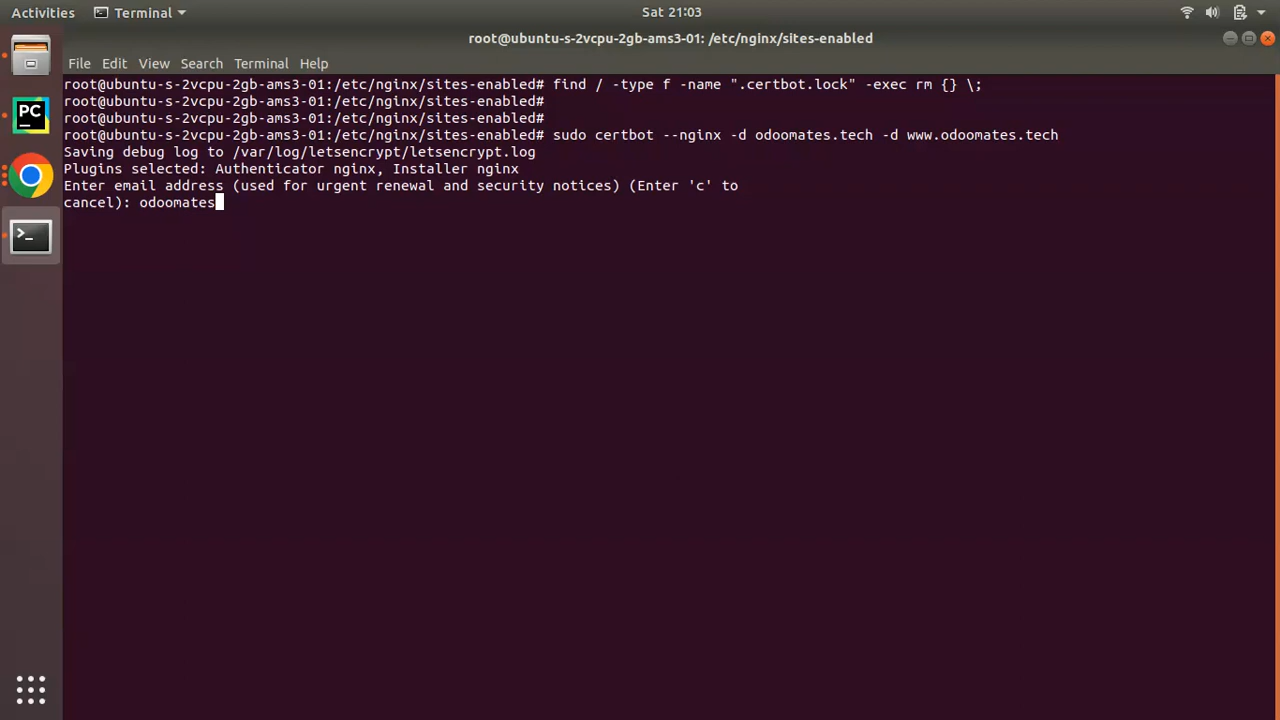 Activities
Terminal
Sat 21:03
root@ubuntu-s-2vcpu-2gb-ams3-01: /etc/nginx/sites-enabled
File Edit View Search Terminal Help
root@ubuntu-s-2vcpu-2gb-ams3-01:/etc/nginx/sites-enabled# find / -type f -name ".certbot.lock" -exec rm {} \;
root@ubuntu-s-2vcpu-2gb-ams3-01:/etc/nginx/sites-enabled#
root@ubuntu-s-2vcpu-2gb-ams3-01:/etc/nginx/sites-enabled#
root@ubuntu-s-2vcpu-2gb-ams3-01:/etc/nginx/sites-enabled# sudo certbot --nginx -d odoomates.tech -d www.odoomates.tech
Saving debug log to /var/log/letsencrypt/letsencrypt.log
Plugins selected: Authenticator nginx, Installer nginx
Enter email address (used for urgent renewal and security notices) (Enter 'c' to
cancel): odoomates
PC
>_